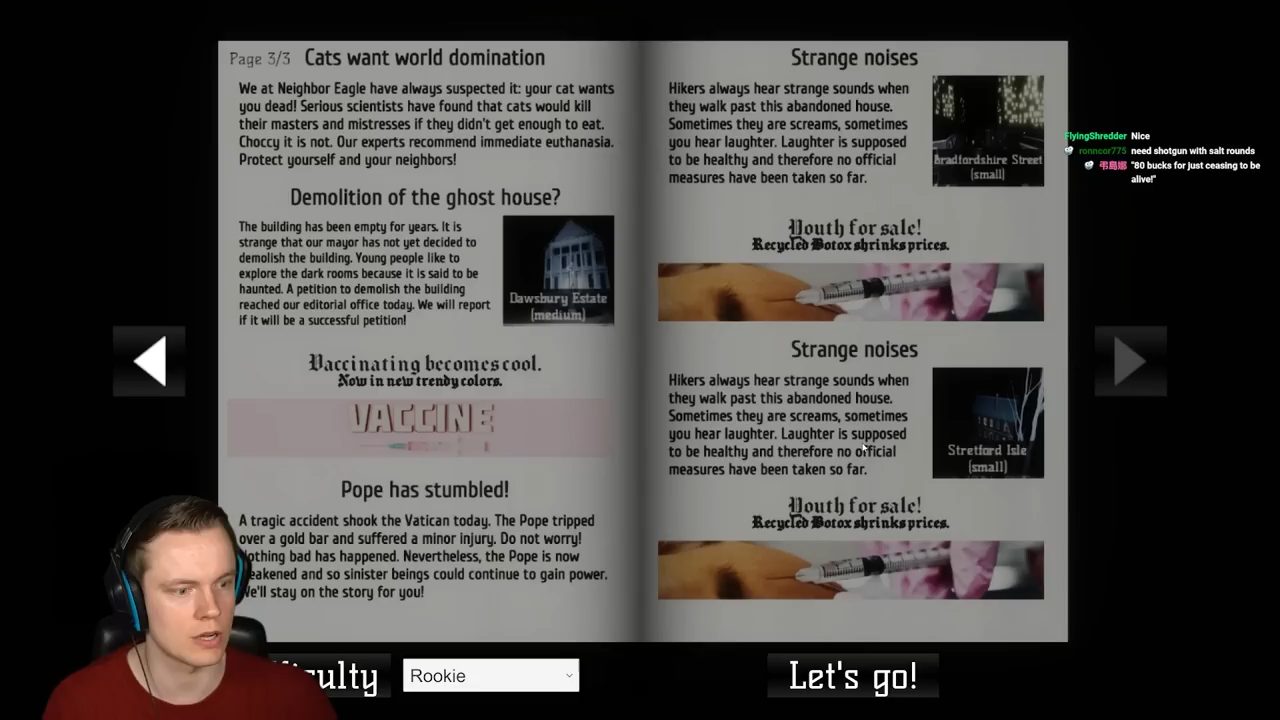 Page 3/3
Cats want world domination
We at Neighbor Eagle have always suspected it: your cat wants
you dead! Serious scientists have found that cats would kill
their masters and mistresses if they didn't get enough to eat.
Choccy it is not. Our experts recommend immediate euthanasia.
Protect yourself and your neighbors!
Demolition of the ghost house?
The building has been empty for years. It is
strange that our mayor has not yet decided to
demolish the building. Young people like to
explore the dark rooms because it is said to be
haunted. A petition to demolish the building
reached our editorial office today. We will report
if it will be a successful petition!
Dawsbury Estate
(medium)
Vaccinating becomes cool.
Now in new trendy colors.
VACCINE
Pope has stumbled!
A tragic accident shook the Vatican today. The Pope tripped
over a gold bar and suffered a minor injury. Do not worry!
Nothing bad has happened. Nevertheless, the Pope is now
weakened and so sinister beings could continue to gain power.
We'll stay on the story for you!
Strange noises
Hikers always hear strange sounds when
they walk past this abandoned house.
Sometimes they are screams, sometimes
you hear laughter. Laughter is supposed
to be healthy and therefore no official
measures have been taken so far.
Bradfordshire Street
(small)
Youth for sale!
Recycled Botox shrinks prices.
Strange noises
Hikers always hear strange sounds when
they walk past this abandoned house.
Sometimes they are screams, sometimes
you hear laughter. Laughter is supposed
to be healthy and therefore no official
measures have been taken so far.
Stretford Isle
(small)
Youth for sale!
Recycled Botox shrinks prices.
FlyingShredder Nice
ronncor775 need shotgun with salt rounds
弔島娜 "80 bucks for just ceasing to be
alive!"
ficulty
Rookie
Let's go!